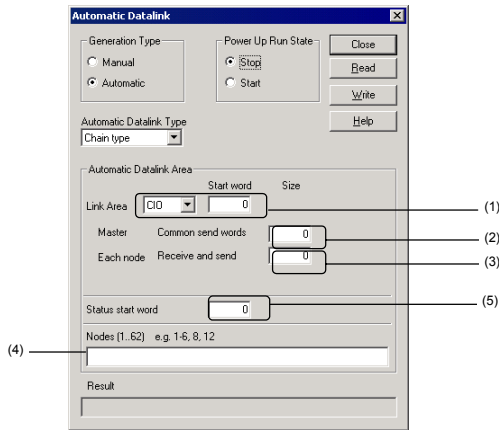 Automatic Datalink
Generation Type
Manual
Automatic
Power Up Run State
Stop
Start
Close
Read
Write
Help
Automatic Datalink Type
Chain type
Automatic Datalink Area
Start word Size
Link Area CIO 0
(1)
Master Common send words 0
(2)
Each node Receive and send 0
(3)
Status start word 0
(5)
Nodes (1..62) e.g. 1-6, 8, 12
(4)
Result